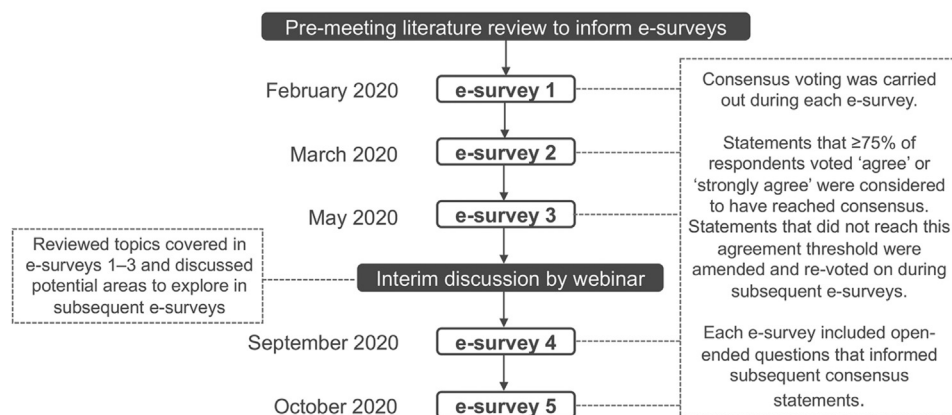 Pre-meeting literature review to inform e-surveys
February 2020
e-survey 1
March 2020
e-survey 2
May 2020
e-survey 3
Consensus voting was carried
out during each e-survey.
Statements that ≥75% of
respondents voted ‘agree’ or
‘strongly agree’ were considered
to have reached consensus.
Statements that did not reach this
agreement threshold were
amended and re-voted on during
subsequent e-surveys.
Each e-survey included open-
ended questions that informed
subsequent consensus
statements.
Reviewed topics covered in
e-surveys 1–3 and discussed
potential areas to explore in
subsequent e-surveys
Interim discussion by webinar
September 2020
e-survey 4
October 2020
e-survey 5